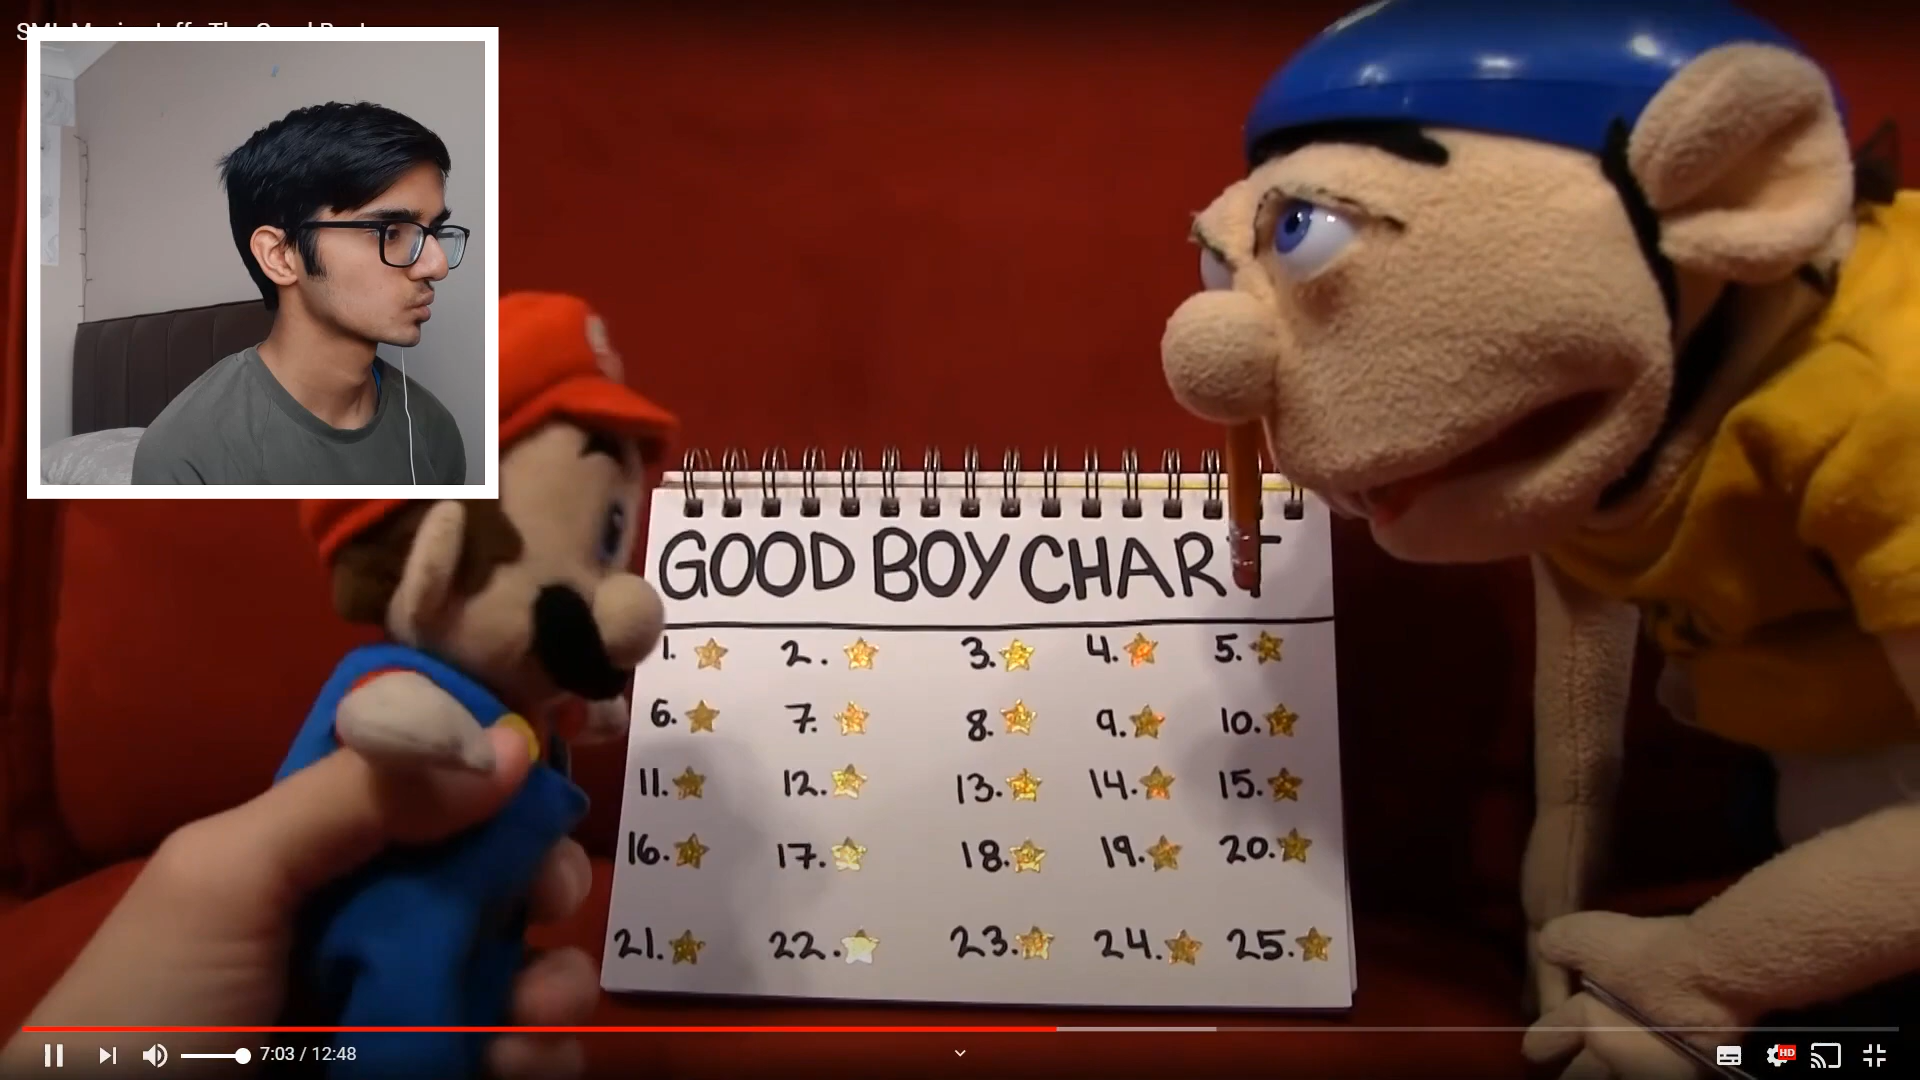 GOOD BOY CHART
1. 2. 3. 4. 5.
6. 7. 8. 9. 10.
11. 12. 13. 14. 15.
16. 17. 18. 19. 20.
21. 22. 23. 24. 25.
7:03 / 12:48
HD